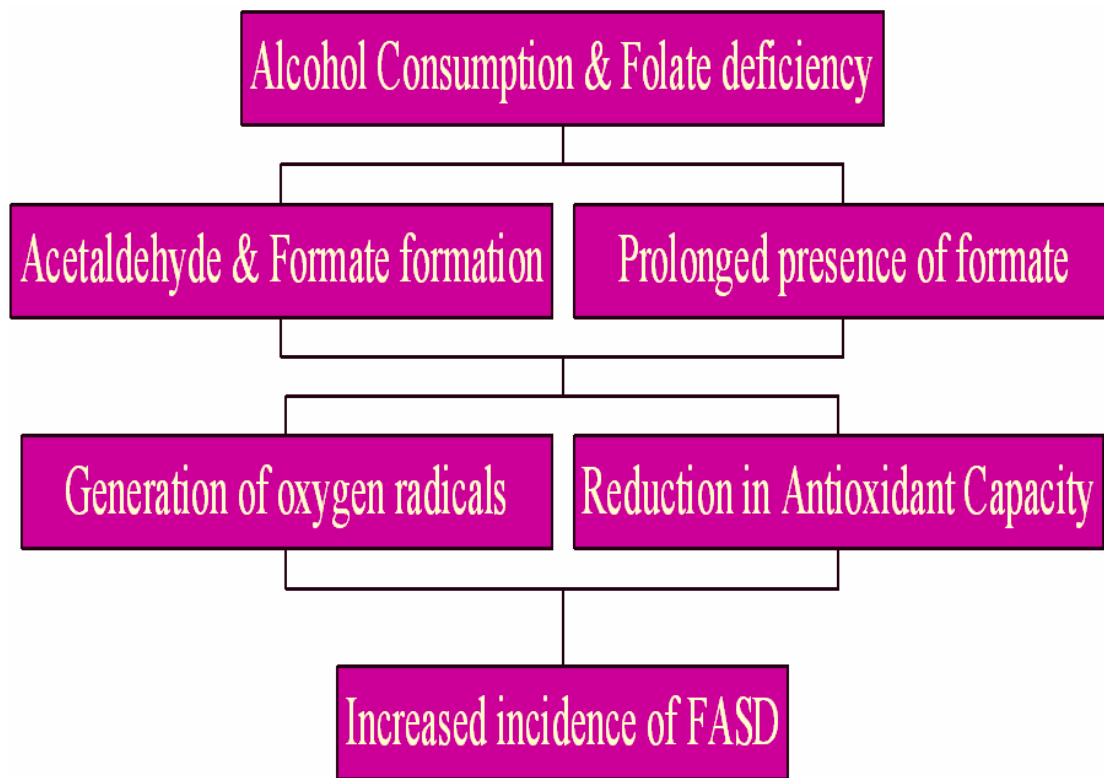 Alcohol Consumption & Folate deficiency
Acetaldehyde & Formate formation
Prolonged presence of formate
Generation of oxygen radicals
Reduction in Antioxidant Capacity
Increased incidence of FASD